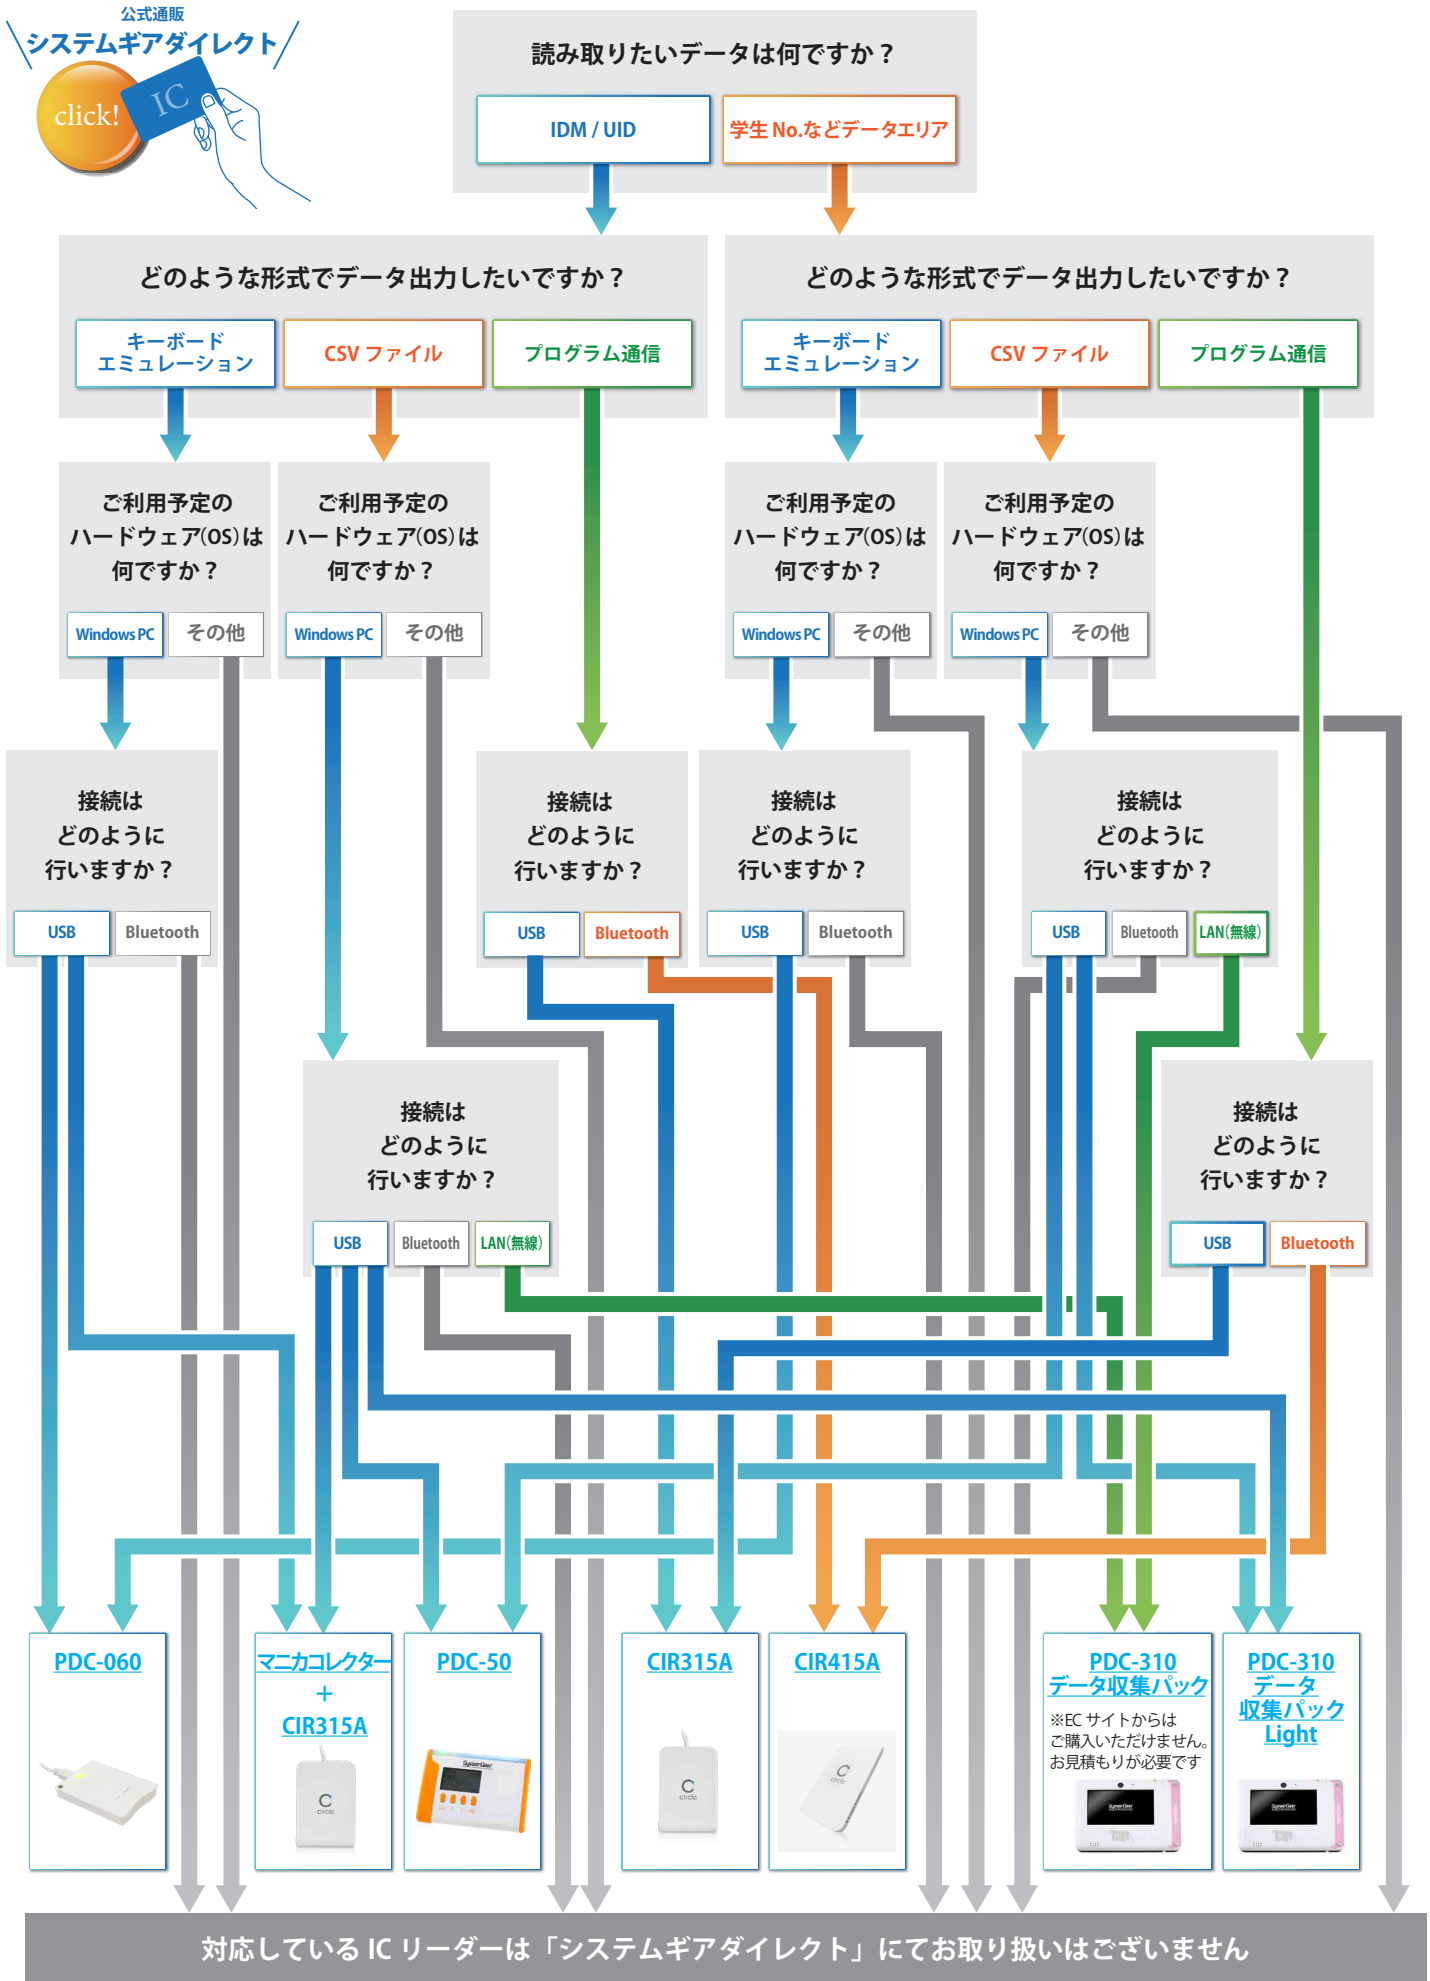 公式通販
システムギアダイレクト
click!
IC
読み取りたいデータは何ですか？
IDM / UID
学生 No.などデータエリア
どのような形式でデータ出力したいですか？
キーボード
エミュレーション
CSV ファイル
プログラム通信
どのような形式でデータ出力したいですか？
キーボード
エミュレーション
CSV ファイル
プログラム通信
ご利用予定の
ハードウェア(OS)は
何ですか？
Windows PC
その他
ご利用予定の
ハードウェア(OS)は
何ですか？
Windows PC
その他
ご利用予定の
ハードウェア(OS)は
何ですか？
Windows PC
その他
ご利用予定の
ハードウェア(OS)は
何ですか？
Windows PC
その他
接続は
どのように
行いますか？
USB
Bluetooth
接続は
どのように
行いますか？
USB
Bluetooth
接続は
どのように
行いますか？
USB
Bluetooth
接続は
どのように
行いますか？
USB
Bluetooth
LAN(無線)
接続は
どのように
行いますか？
USB
Bluetooth
LAN(無線)
接続は
どのように
行いますか？
USB
Bluetooth
PDC-060
マニカコレクター
＋
CIR315A
circle
PDC-50
SystemGear
CIR315A
circle
CIR415A
circle
PDC-310
データ収集パック
※EC サイトからは
ご購入いただけません。
お見積もりが必要です
SystemGear
PDC-310
データ
収集パック
Light
SystemGear
対応している IC リーダーは「システムギアダイレクト」にてお取り扱いはございません